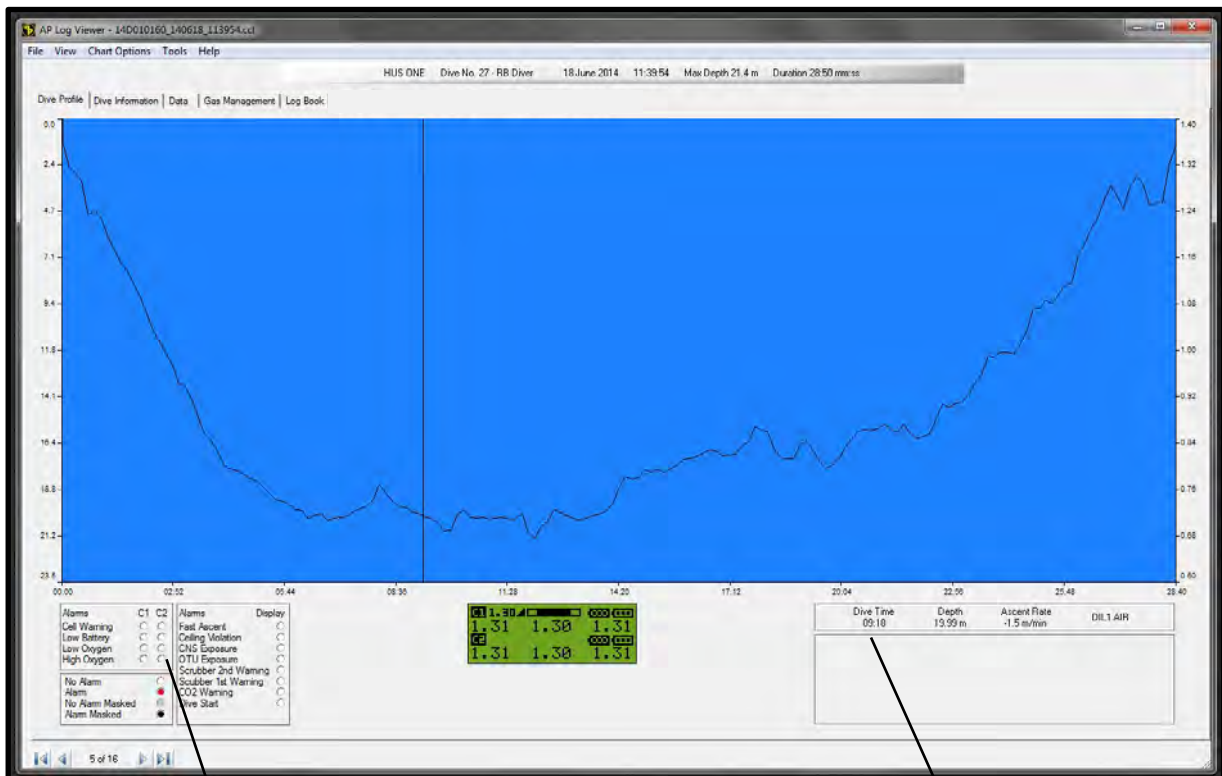 AP Log Viewer - 14D010160_140618_113954.ccl
File View Chart Options Tools Help
HUS ONE Dive No. 27 - RB Diver 18 June 2014 11:39:54 Max Depth 21.4 m Duration 28:50 mm:ss
Dive Profile Dive Information Data Gas Management Log Book
0.0 1.40
2.4 1.32
4.7 1.24
7.1 1.16
9.4 1.08
11.8 1.00
14.1 0.92
16.4 0.84
18.8 0.76
21.2 0.68
23.5 0.60
00:00 02:52 05:44 08:36 11:28 14:20 17:12 20:04 22:56 25:48 28:40
Alarms C1 C2
Cell Warning
Low Battery
Low Oxygen
High Oxygen
No Alarm
Alarm
No Alarm Masked
Alarm Masked
Alarms Display
Fast Ascent
Ceiling Violation
CNS Exposure
OTU Exposure
Scrubber 2nd Warning
Scubber 1st Warning
CO2 Warning
Dive Start
C1 1.30
1.31 1.30 1.31
C2
1.31 1.30 1.31
Dive Time Depth Ascent Rate
09:10 19.99 m -1.5 m/min DIL1 AIR
5 of 16